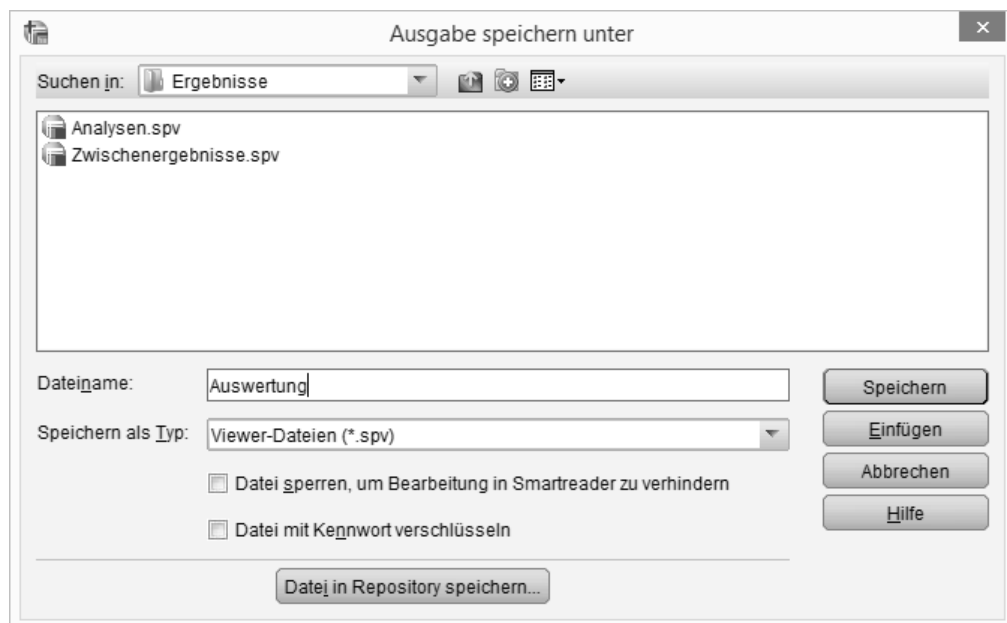 Ausgabe speichern unter
Suchen in: Ergebnisse
Analysen.spv
Zwischenergebnisse.spv
Dateiname: Auswertung Speichern
Speichern als Typ: Viewer-Dateien (*.spv) Einfügen
Datei sperren, um Bearbeitung in Smartreader zu verhindern Abbrechen
Datei mit Kennwort verschlüsseln Hilfe
Datei in Repository speichern...